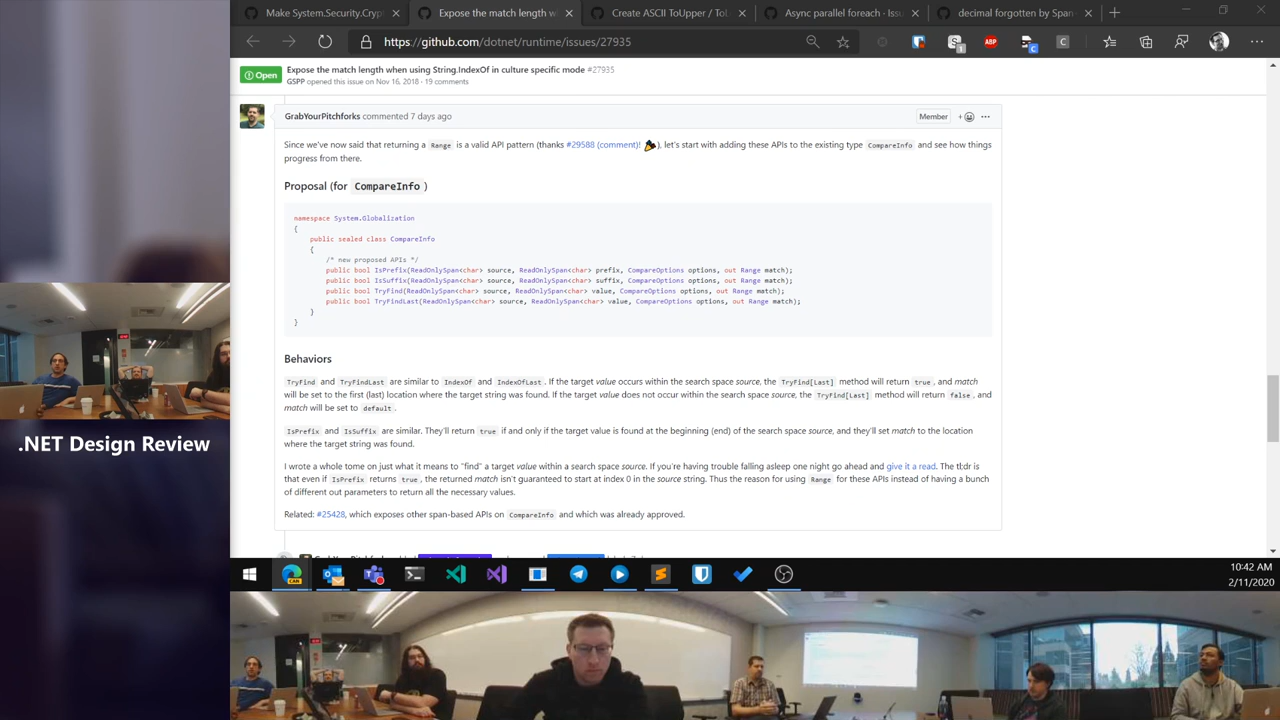 Make System.Security.Crypt
Expose the match length w
Create ASCII ToUpper / ToL
Async parallel foreach · Issu
decimal forgotten by Span
https://github.com/dotnet/runtime/issues/27935
Open
Expose the match length when using String.IndexOf in culture specific mode #27935
GSPP opened this issue on Nov 16, 2018 · 19 comments
GrabYourPitchforks commented 7 days ago
Member
Since we've now said that returning a Range is a valid API pattern (thanks #29588 (comment)! ), let's start with adding these APIs to the existing type CompareInfo and see how things
progress from there.
Proposal (for CompareInfo )
namespace System.Globalization
{
public sealed class CompareInfo
{
/* new proposed APIs */
public bool IsPrefix(ReadOnlySpan<char> source, ReadOnlySpan<char> prefix, CompareOptions options, out Range match);
public bool IsSuffix(ReadOnlySpan<char> source, ReadOnlySpan<char> suffix, CompareOptions options, out Range match);
public bool TryFind(ReadOnlySpan<char> source, ReadOnlySpan<char> value, CompareOptions options, out Range match);
public bool TryFindLast(ReadOnlySpan<char> source, ReadOnlySpan<char> value, CompareOptions options, out Range match);
}
}
Behaviors
TryFind and TryFindLast are similar to IndexOf and IndexOfLast. If the target value occurs within the search space source, the TryFind[Last] method will return true, and match
will be set to the first (last) location where the target string was found. If the target value does not occur within the search space source, the TryFind[Last] method will return false, and
match will be set to default.
IsPrefix and IsSuffix are similar. They'll return true if and only if the target value is found at the beginning (end) of the search space source, and they'll set match to the location
where the target string was found.
I wrote a whole tome on just what it means to "find" a target value within a search space source. If you're having trouble falling asleep one night go ahead and give it a read. The tl;dr is
that even if IsPrefix returns true, the returned match isn't guaranteed to start at index 0 in the source string. Thus the reason for using Range for these APIs instead of having a bunch
of different out parameters to return all the necessary values.
Related: #25428, which exposes other span-based APIs on CompareInfo and which was already approved.
.NET Design Review
10:42 AM
2/11/2020